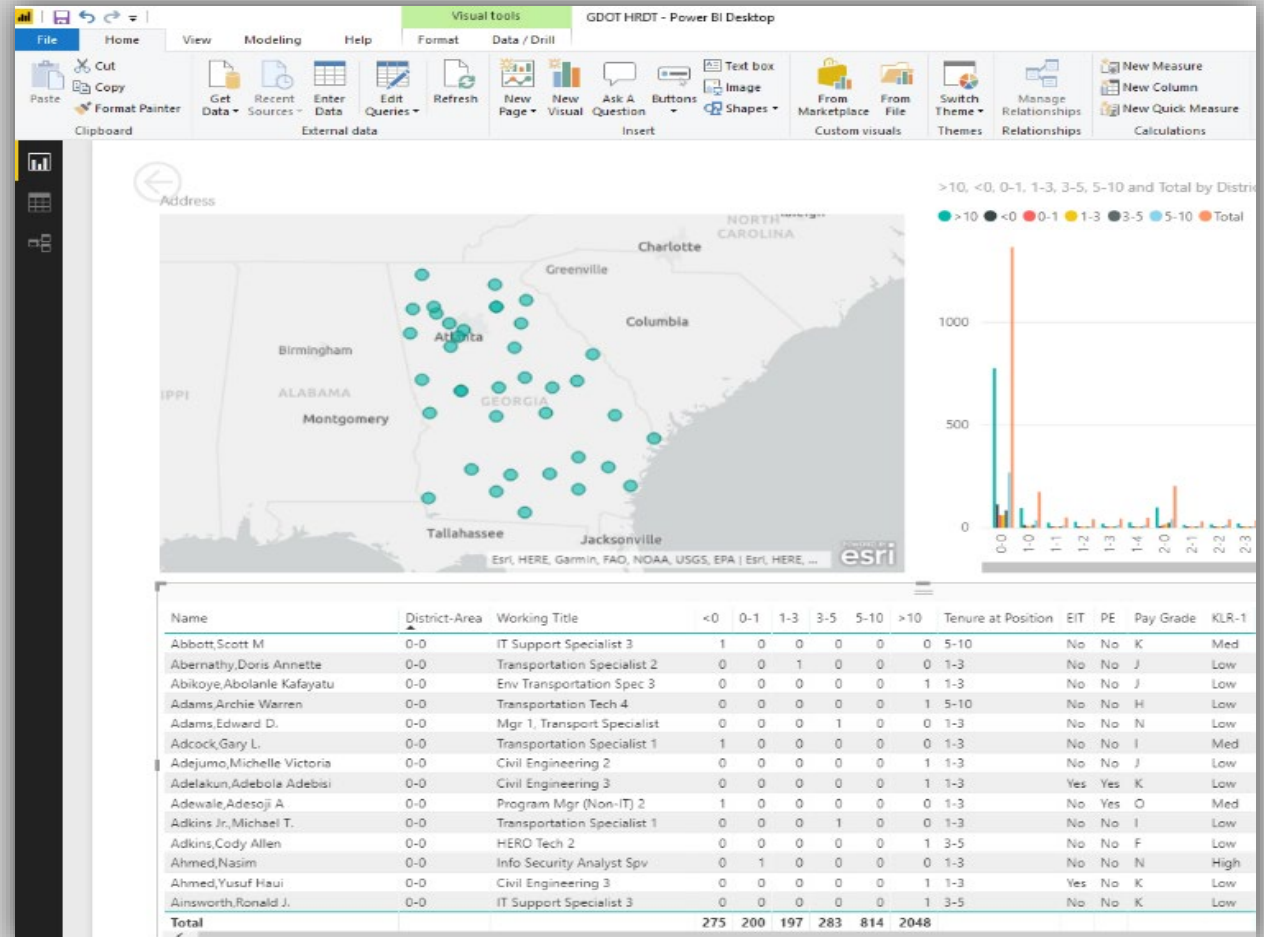 Visual tools GDOT HRDT - Power BI Desktop
File Home View Modeling Help Format Data / Drill
Paste Cut Copy Format Painter
Get Data Recent Sources Enter Data Edit Queries Refresh
New Page New Visual Ask A Question Buttons Text box Image Shapes
From Marketplace From File
Switch Theme
Manage Relationships
New Measure New Column New Quick Measure
Clipboard External data Insert Custom visuals Themes Relationships Calculations
Address
NORTH CAROLINA
Charlotte
Greenville
Columbia
Atlanta
Birmingham
ALABAMA
GEORGIA
Montgomery
Tallahassee
Jacksonville
Esri, HERE, Garmin, FAO, NOAA, USGS, EPA | Esri, HERE, ...
POWERED BY
esri
>10, <0, 0-1, 1-3, 3-5, 5-10 and Total by Distri
>10 <0 0-1 1-3 3-5 5-10 Total
1000
500
0
0-0 1-0 1-1 1-2 1-3 1-4 2-0 2-1 2-2 2-3
Name District-Area Working Title <0 0-1 1-3 3-5 5-10 >10 Tenure at Position EIT PE Pay Grade KLR-1
Abbott,Scott M 0-0 IT Support Specialist 3 1 0 0 0 0 0 5-10 No No K Med
Abernathy,Doris Annette 0-0 Transportation Specialist 2 0 0 1 0 0 0 1-3 No No J Low
Abikoye,Abolanle Kafayatu 0-0 Env Transportation Spec 3 0 0 0 0 0 1 1-3 No No J Low
Adams,Archie Warren 0-0 Transportation Tech 4 0 0 0 0 0 1 5-10 No No H Low
Adams,Edward D. 0-0 Mgr 1, Transport Specialist 0 0 0 1 0 0 1-3 No No N Low
Adcock,Gary L. 0-0 Transportation Specialist 1 1 0 0 0 0 0 1-3 No No I Med
Adejumo,Michelle Victoria 0-0 Civil Engineering 2 0 0 0 0 0 1 1-3 No No J Low
Adelakun,Adebola Adebisi 0-0 Civil Engineering 3 0 0 0 0 0 1 1-3 Yes Yes K Low
Adewale,Adesoji A 0-0 Program Mgr (Non-IT) 2 1 0 0 0 0 0 1-3 No Yes O Med
Adkins Jr.,Michael T. 0-0 Transportation Specialist 1 0 0 0 1 0 0 1-3 No No I Low
Adkins,Cody Allen 0-0 HERO Tech 2 0 0 0 0 0 1 3-5 No No F Low
Ahmed,Nasim 0-0 Info Security Analyst Spv 0 1 0 0 0 0 1-3 No No N High
Ahmed,Yusuf Haui 0-0 Civil Engineering 3 0 0 0 0 0 1 1-3 Yes No K Low
Ainsworth,Ronald J. 0-0 IT Support Specialist 3 0 0 0 0 0 1 3-5 No No K Low
Total 275 200 197 283 814 2048